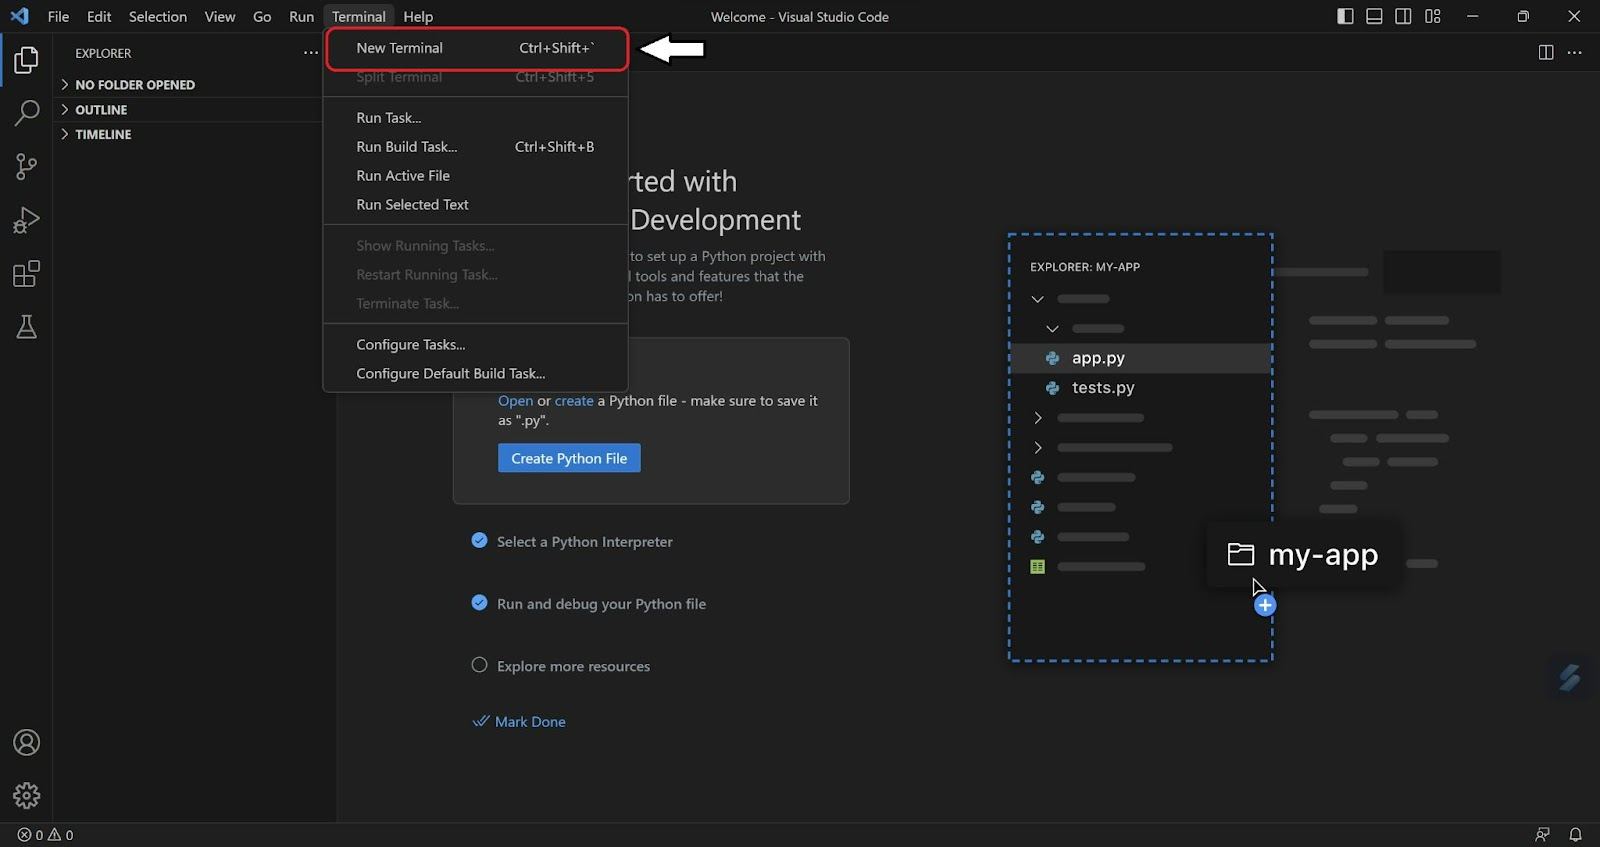 File Edit Selection View Go Run Terminal Help
Welcome - Visual Studio Code
EXPLORER
NO FOLDER OPENED
OUTLINE
TIMELINE
New Terminal Ctrl+Shift+`
Split Terminal Ctrl+Shift+5
Run Task...
Run Build Task... Ctrl+Shift+B
Run Active File
Run Selected Text
Show Running Tasks...
Restart Running Task...
Terminate Task...
Configure Tasks...
Configure Default Build Task...
rted with
Development
to set up a Python project with
l tools and features that the
on has to offer!
Open or create a Python file - make sure to save it
as ".py".
Create Python File
Select a Python Interpreter
Run and debug your Python file
Explore more resources
Mark Done
EXPLORER: MY-APP
app.py
tests.py
my-app
0 0